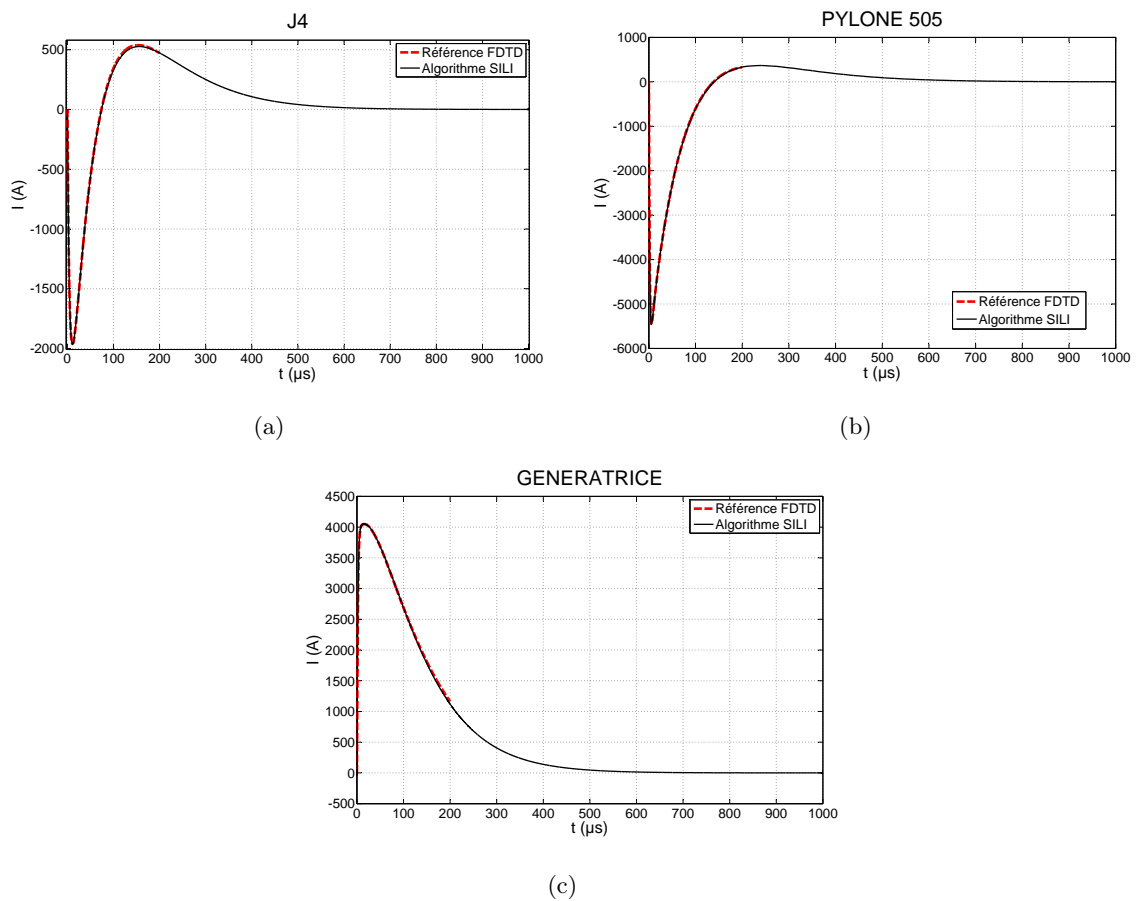 J4
500
0
-500
-1000
-1500
-2000
I (A)
Référence FDTD
Algorithme SILI
0 100 200 300 400 500 600 700 800 900 1000
t (µs)
(a)
PYLONE 505
1000
0
-1000
-2000
-3000
-4000
-5000
-6000
I (A)
Référence FDTD
Algorithme SILI
0 100 200 300 400 500 600 700 800 900 1000
t (µs)
(b)
GENERATRICE
4500
4000
3500
3000
2500
2000
1500
1000
500
0
-500
I (A)
Référence FDTD
Algorithme SILI
0 100 200 300 400 500 600 700 800 900 1000
t (µs)
(c)